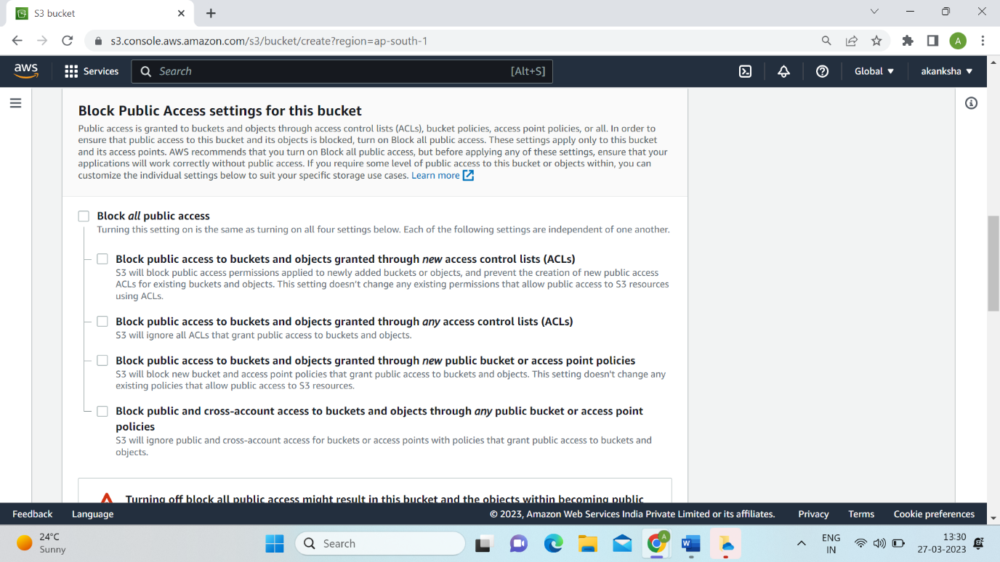 S3 bucket
s3.console.aws.amazon.com/s3/bucket/create?region=ap-south-1
A
aws
Services
Search
[Alt+S]
Global
akanksha
Block Public Access settings for this bucket
Public access is granted to buckets and objects through access control lists (ACLs), bucket policies, access point policies, or all. In order to
ensure that public access to this bucket and its objects is blocked, turn on Block all public access. These settings apply only to this bucket
and its access points. AWS recommends that you turn on Block all public access, but before applying any of these settings, ensure that your
applications will work correctly without public access. If you require some level of public access to this bucket or objects within, you can
customize the individual settings below to suit your specific storage use cases. Learn more
Block all public access
Turning this setting on is the same as turning on all four settings below. Each of the following settings are independent of one another.
Block public access to buckets and objects granted through new access control lists (ACLs)
S3 will block public access permissions applied to newly added buckets or objects, and prevent the creation of new public access
ACLs for existing buckets and objects. This setting doesn't change any existing permissions that allow public access to S3 resources
using ACLs.
Block public access to buckets and objects granted through any access control lists (ACLs)
S3 will ignore all ACLs that grant public access to buckets and objects.
Block public access to buckets and objects granted through new public bucket or access point policies
S3 will block new bucket and access point policies that grant public access to buckets and objects. This setting doesn't change any
existing policies that allow public access to S3 resources.
Block public and cross-account access to buckets and objects through any public bucket or access point
policies
S3 will ignore public and cross-account access for buckets or access points with policies that grant public access to buckets and
objects.
Turning off block all public access might result in this bucket and the objects within becoming public
Feedback
Language
© 2023, Amazon Web Services India Private Limited or its affiliates.
Privacy
Terms
Cookie preferences
24°C
Sunny
Search
A
W
ENG
IN
13:30
27-03-2023